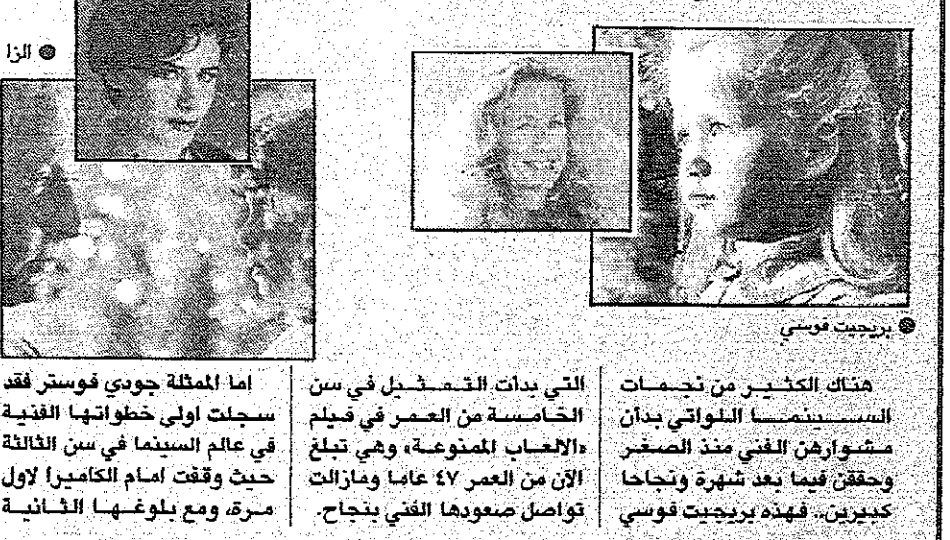 ● الزا
● بريجيت فوسي
هناك الكثير من نجمات
السينما اللواتي بدأن
مشوارهن الفني منذ الصغر
وحققن فيما بعد شهرة ونجاحا
كبيرين.. فهذه بريجيت فوسي
التي بدأت التمثيل في سن
الخامسة من العمر في فيلم
«الالعاب الممنوعة» وهي تبلغ
الآن من العمر ٤٧ عاما ومازالت
تواصل صعودها الفني بنجاح.
اما الممثلة جودي فوستر فقد
سجلت اولى خطواتها الفنية
في عالم السينما في سن الثالثة
حيث وقفت امام الكاميرا لاول
مرة، ومع بلوغها الثانية